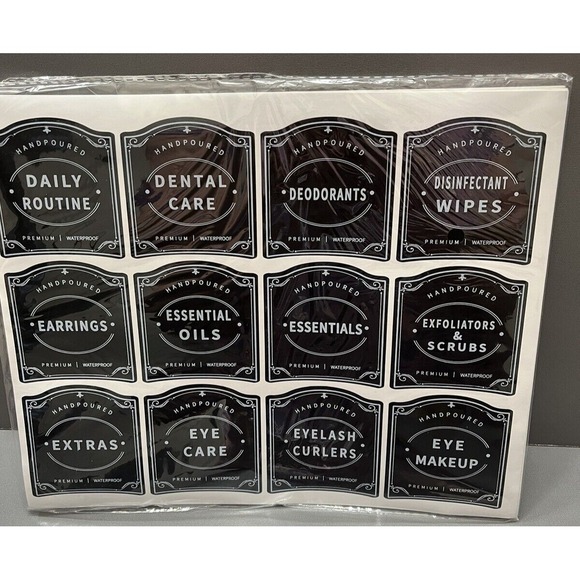 HANDPOURED
DAILY
ROUTINE
PREMIUM | WATERPROOF
HANDPOURED
DENTAL
CARE
PREMIUM | WATERPROOF
HANDPOURED
DEODORANTS
PREMIUM | WATERPROOF
HANDPOURED
DISINFECTANT
WIPES
PREMIUM | WATERPROOF
HANDPOURED
EARRINGS
PREMIUM | WATERPROOF
HANDPOURED
ESSENTIAL
OILS
PREMIUM | WATERPROOF
HANDPOURED
ESSENTIALS
PREMIUM | WATERPROOF
HANDPOURED
EXFOLIATORS
&
SCRUBS
PREMIUM | WATERPROOF
HANDPOURED
EXTRAS
PREMIUM | WATERPROOF
HANDPOURED
EYE
CARE
PREMIUM | WATERPROOF
HANDPOURED
EYELASH
CURLERS
PREMIUM | WATERPROOF
HANDPOURED
EYE
MAKEUP
PREMIUM | WATERPROOF